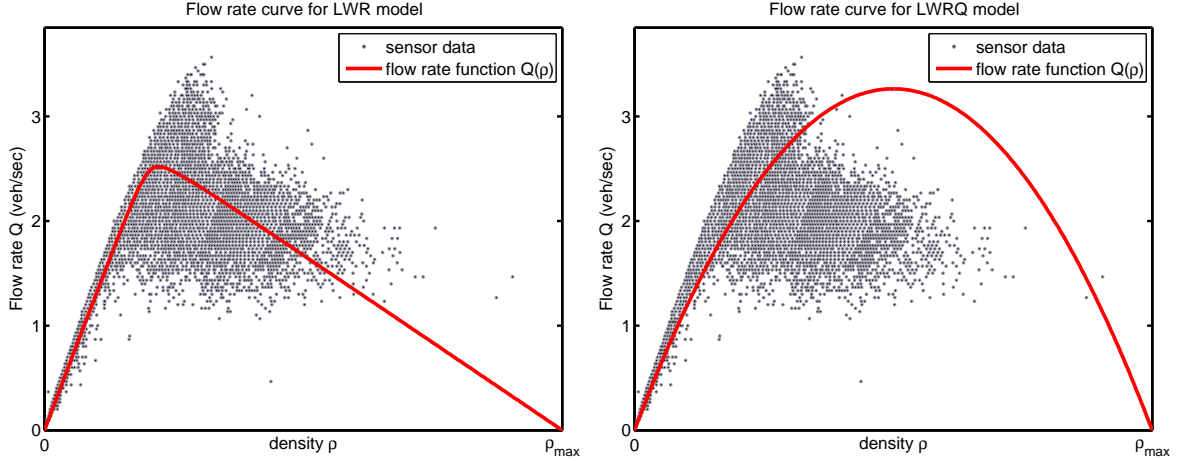 Flow rate curve for LWR model
sensor data
flow rate function Q(ρ)
Flow rate Q (veh/sec)
3
2
1
0
0
density ρ
ρmax
Flow rate curve for LWRQ model
sensor data
flow rate function Q(ρ)
Flow rate Q (veh/sec)
3
2
1
0
0
density ρ
ρmax